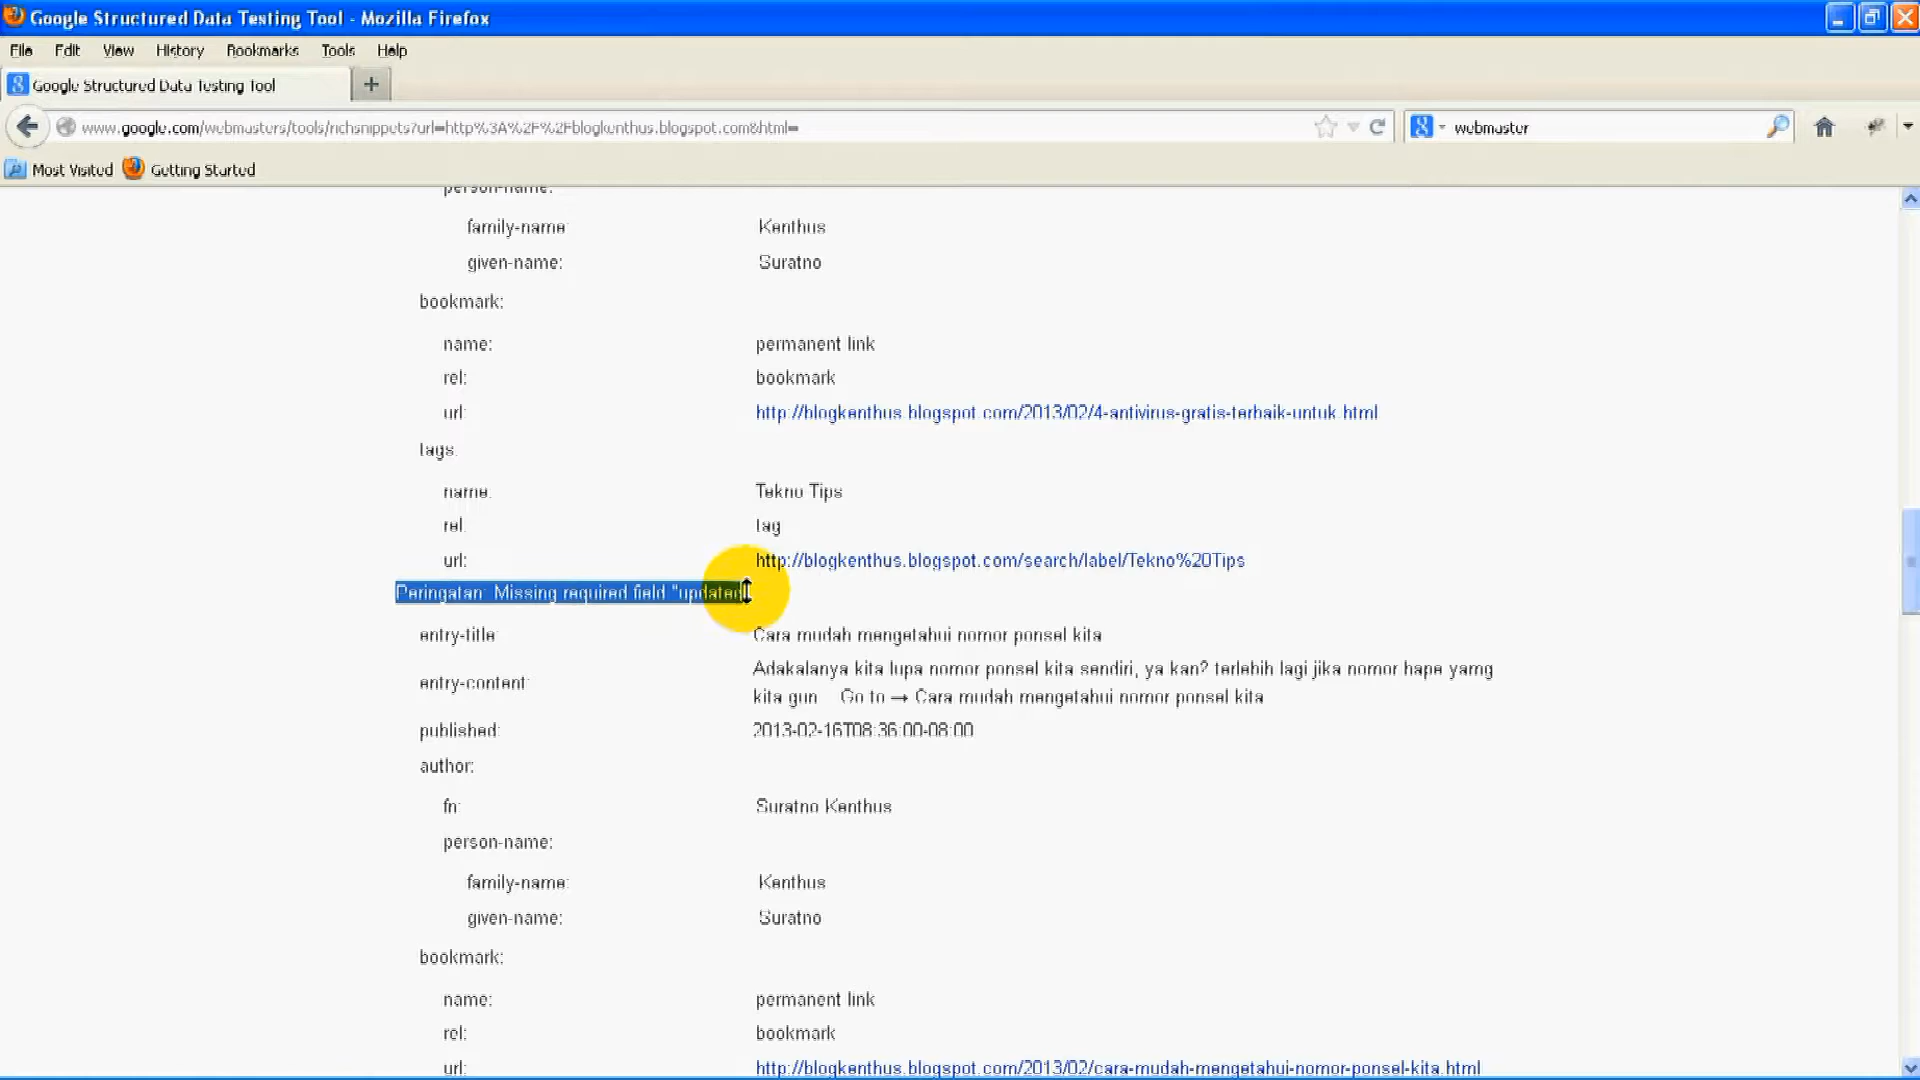 Google Structured Data Testing Tool - Mozilla Firefox
File Edit View History Bookmarks Tools Help
Google Structured Data Testing Tool
www.google.com/webmasters/tools/richsnippets?url=http%3A%2F%2Fblogkenthus.blogspot.com&html=
webmaster
Most Visited Getting Started
person-name:
family-name: Kenthus
given-name: Suratno
bookmark:
name: permanent link
rel: bookmark
url: http://blogkenthus.blogspot.com/2013/02/4-antivirus-gratis-terbaik-untuk.html
tags:
name: Tekno Tips
rel: tag
url: http://blogkenthus.blogspot.com/search/label/Tekno%20Tips
Peringatan: Missing required field "updated
entry-title: Cara mudah mengetahui nomor ponsel kita
entry-content: Adakalanya kita lupa nomor ponsel kita sendiri, ya kan? terlebih lagi jika nomor hape yamg
kita gun Go to → Cara mudah mengetahui nomor ponsel kita
published: 2013-02-16T08:36:00-08:00
author:
fn: Suratno Kenthus
person-name:
family-name: Kenthus
given-name: Suratno
bookmark:
name: permanent link
rel: bookmark
url: http://blogkenthus.blogspot.com/2013/02/cara-mudah-mengetahui-nomor-ponsel-kita.html